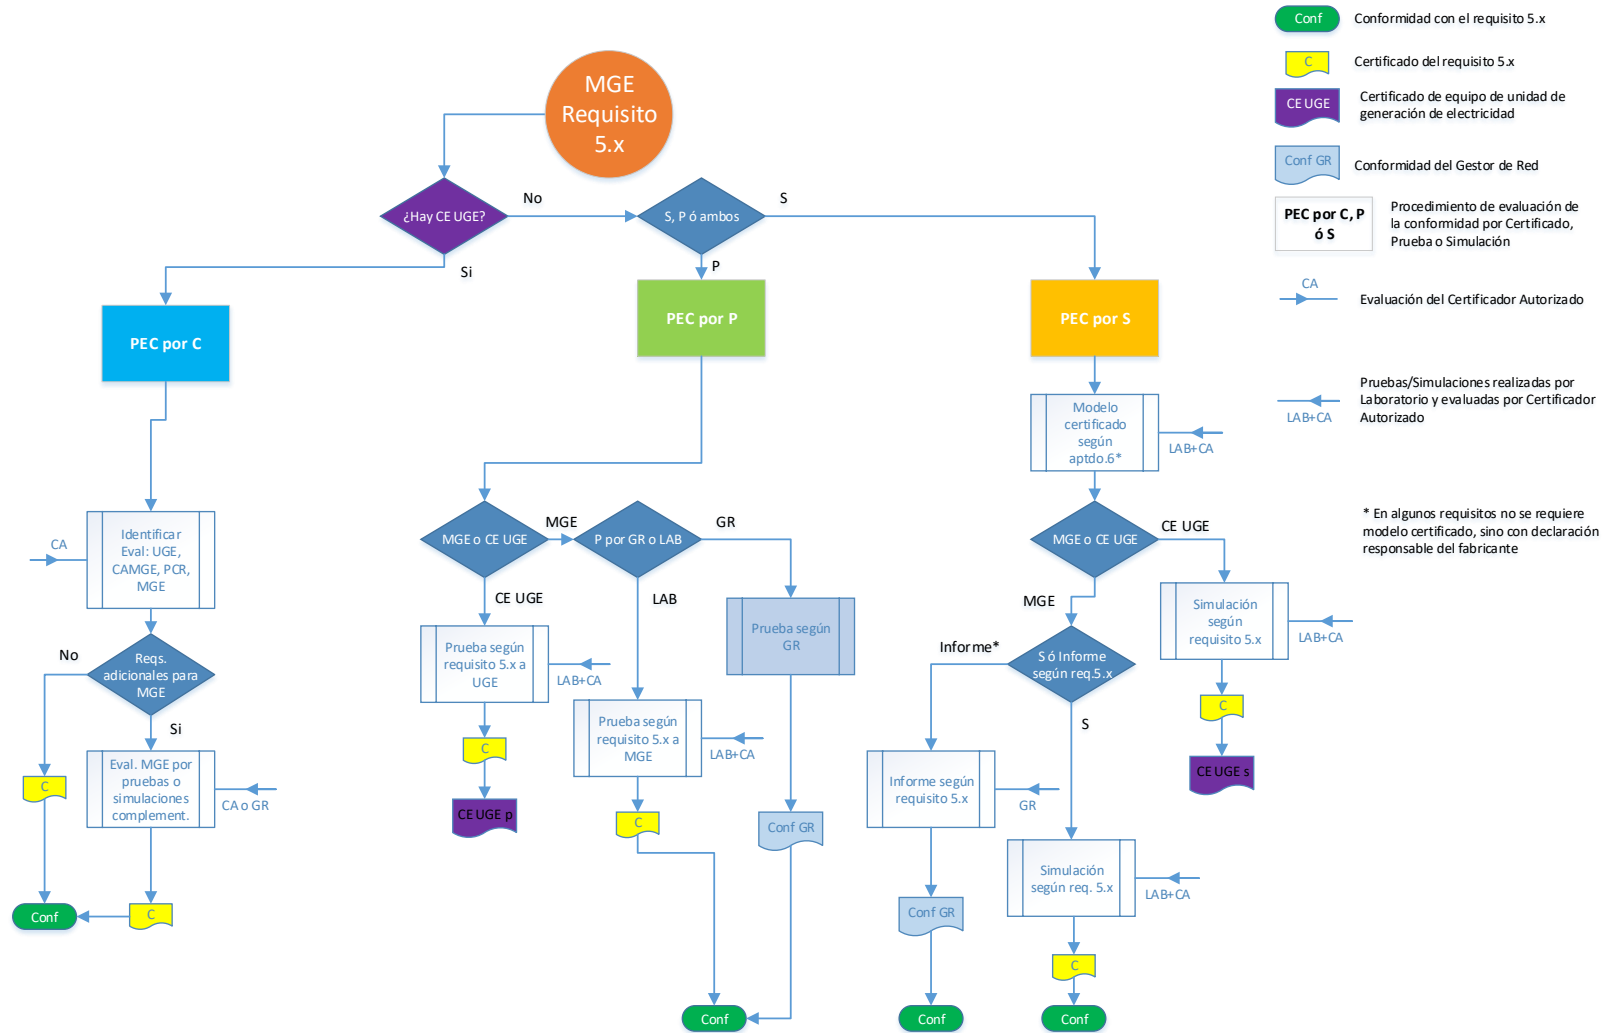 MGE
Requisito
5.x
¿Hay CE UGE?
No
S, P ó ambos
S
Si
P
PEC por C
PEC por P
PEC por S
Identificar
Eval: UGE,
CAMGE, PCR,
MGE
CA
Reqs.
adicionales para
MGE
No
Si
C
Eval. MGE por
pruebas o
simulaciones
complement.
CA o GR
Conf
C
MGE o CE UGE
MGE
P por GR o LAB
GR
CE UGE
LAB
Prueba según
requisito 5.x a
UGE
LAB+CA
C
CE UGE p
Prueba según
requisito 5.x a
MGE
LAB+CA
C
Prueba según
GR
Conf GR
Conf
Modelo
certificado
según
aptdo.6*
LAB+CA
MGE o CE UGE
CE UGE
MGE
Simulación
según
requisito 5.x
LAB+CA
C
CE UGE s
Informe*
S ó Informe
según req.5.x
S
Informe según
requisito 5.x
GR
Conf GR
Conf
Simulación
según req. 5.x
LAB+CA
C
Conf
Conf
Conformidad con el requisito 5.x
C
Certificado del requisito 5.x
CE UGE
Certificado de equipo de unidad de
generación de electricidad
Conf GR
Conformidad del Gestor de Red
PEC por C, P
ó S
Procedimiento de evaluación de
la conformidad por Certificado,
Prueba o Simulación
CA
Evaluación del Certificador Autorizado
LAB+CA
Pruebas/Simulaciones realizadas por
Laboratorio y evaluadas por Certificador
Autorizado
* En algunos requisitos no se requiere
modelo certificado, sino con declaración
responsable del fabricante